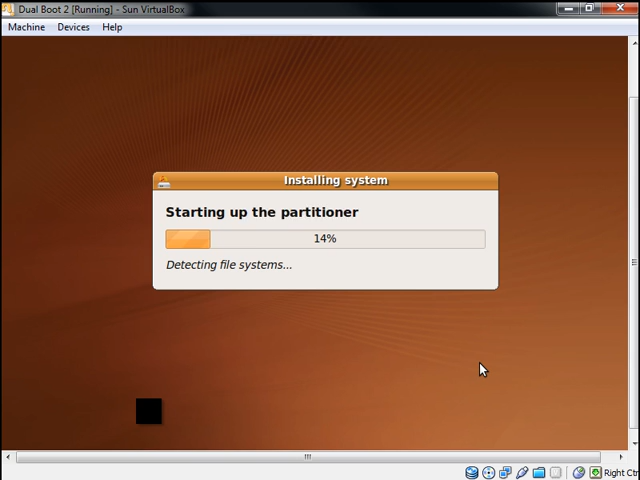 Dual Boot 2 [Running] - Sun VirtualBox
Machine Devices Help
Installing system
Starting up the partitioner
14%
Detecting file systems...
Right Ctr